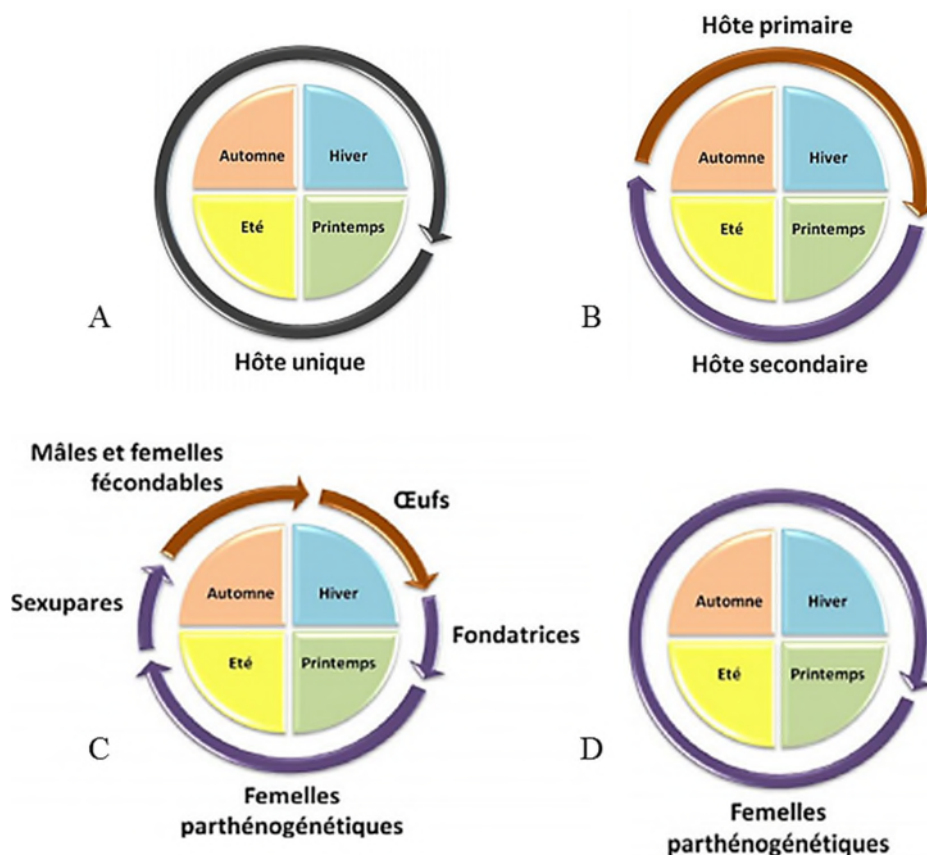 Automne
Hiver
Eté
Printemps
A
Hôte unique
Hôte primaire
Automne
Hiver
Eté
Printemps
B
Hôte secondaire
Mâles et femelles
fécondables
Œufs
Automne
Hiver
Sexupares
Fondatrices
Eté
Printemps
C
Femelles
parthénogénétiques
Automne
Hiver
Eté
Printemps
D
Femelles
parthénogénétiques